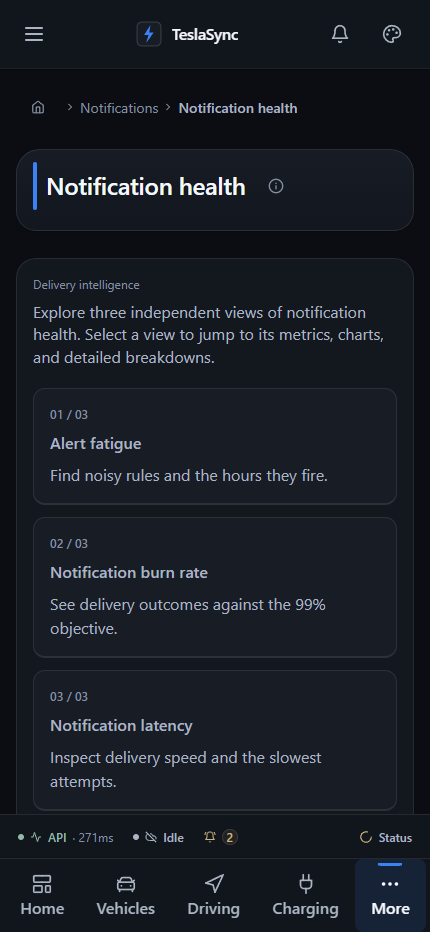 TeslaSync
Notifications
Notification health
Notification health
Delivery intelligence
Explore three independent views of notification
health. Select a view to jump to its metrics, charts,
and detailed breakdowns.
01 / 03
Alert fatigue
Find noisy rules and the hours they fire.
02 / 03
Notification burn rate
See delivery outcomes against the 99%
objective.
03 / 03
Notification latency
Inspect delivery speed and the slowest
attempts.
API · 271ms
Idle
2
Status
Home
Vehicles
Driving
Charging
More